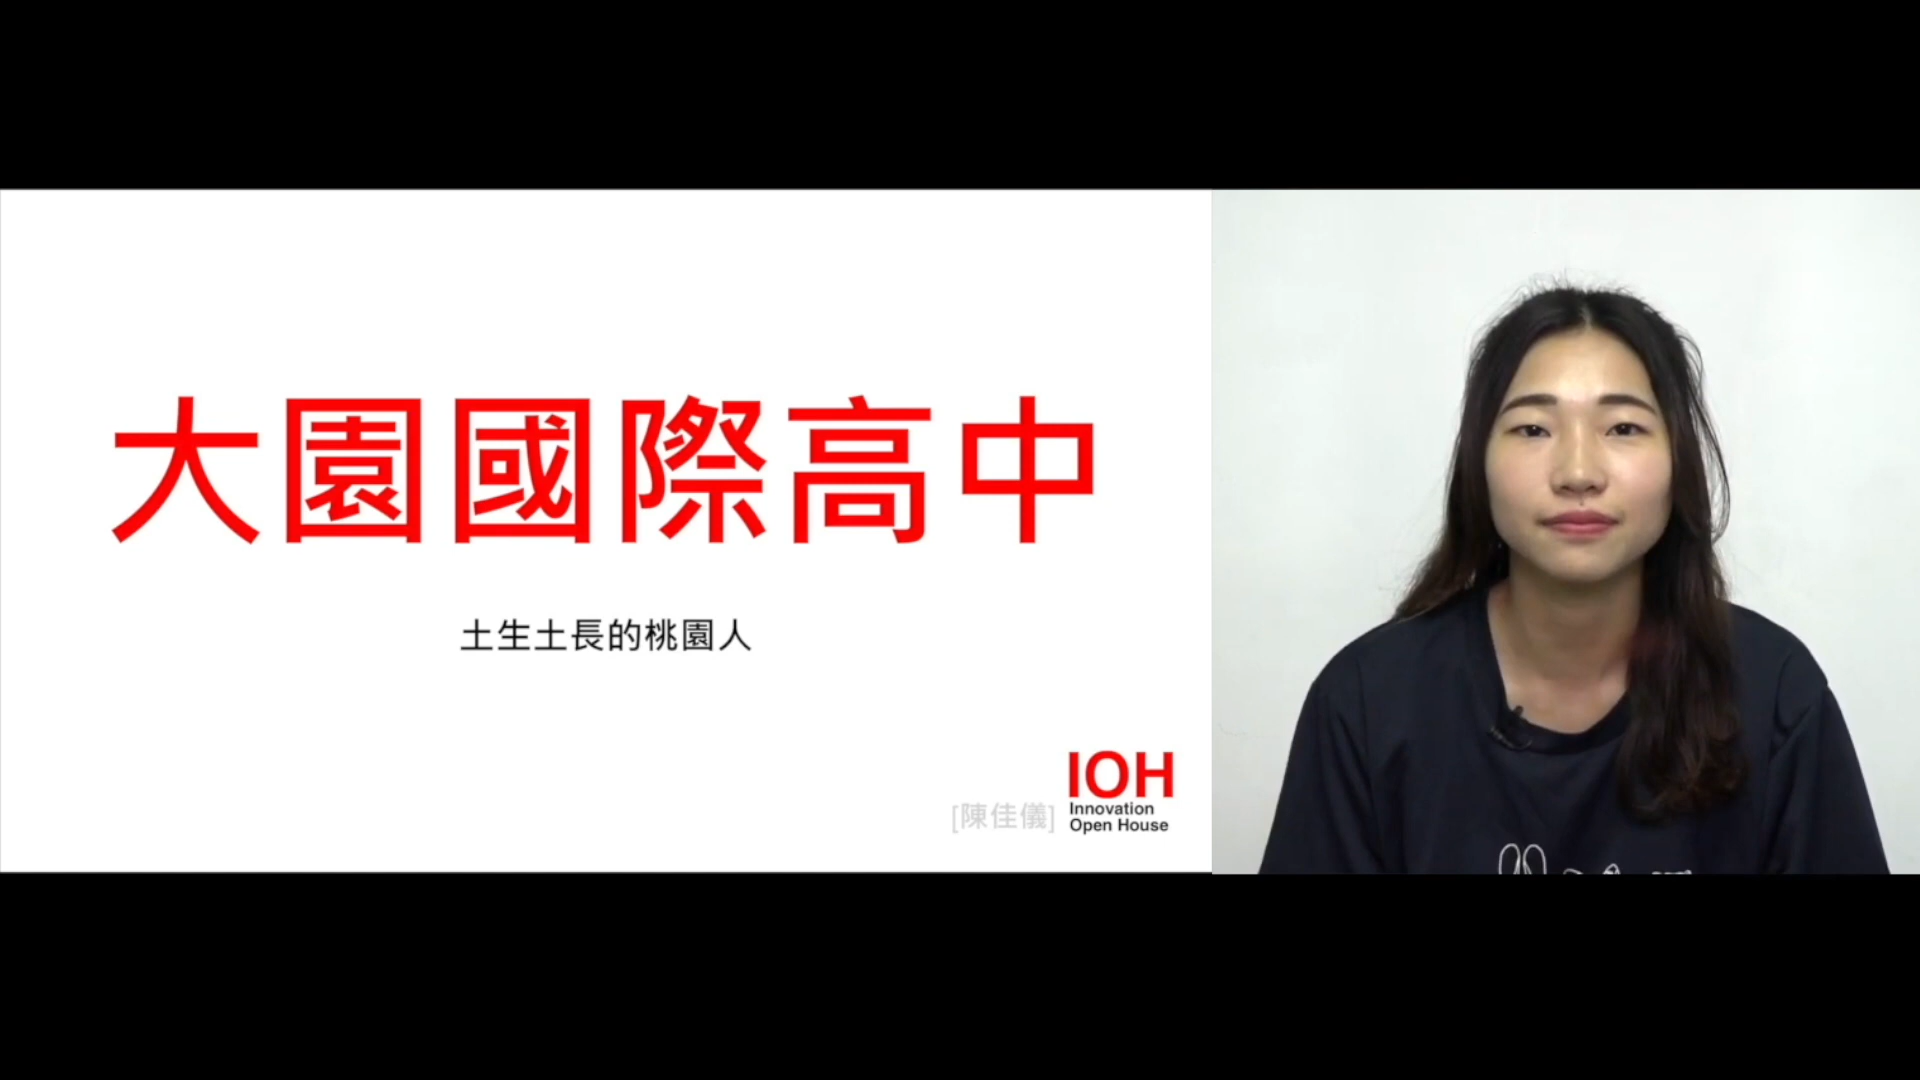 大園國際高中
土生土長的桃園人
[陳佳儀]
IOH
Innovation
Open House